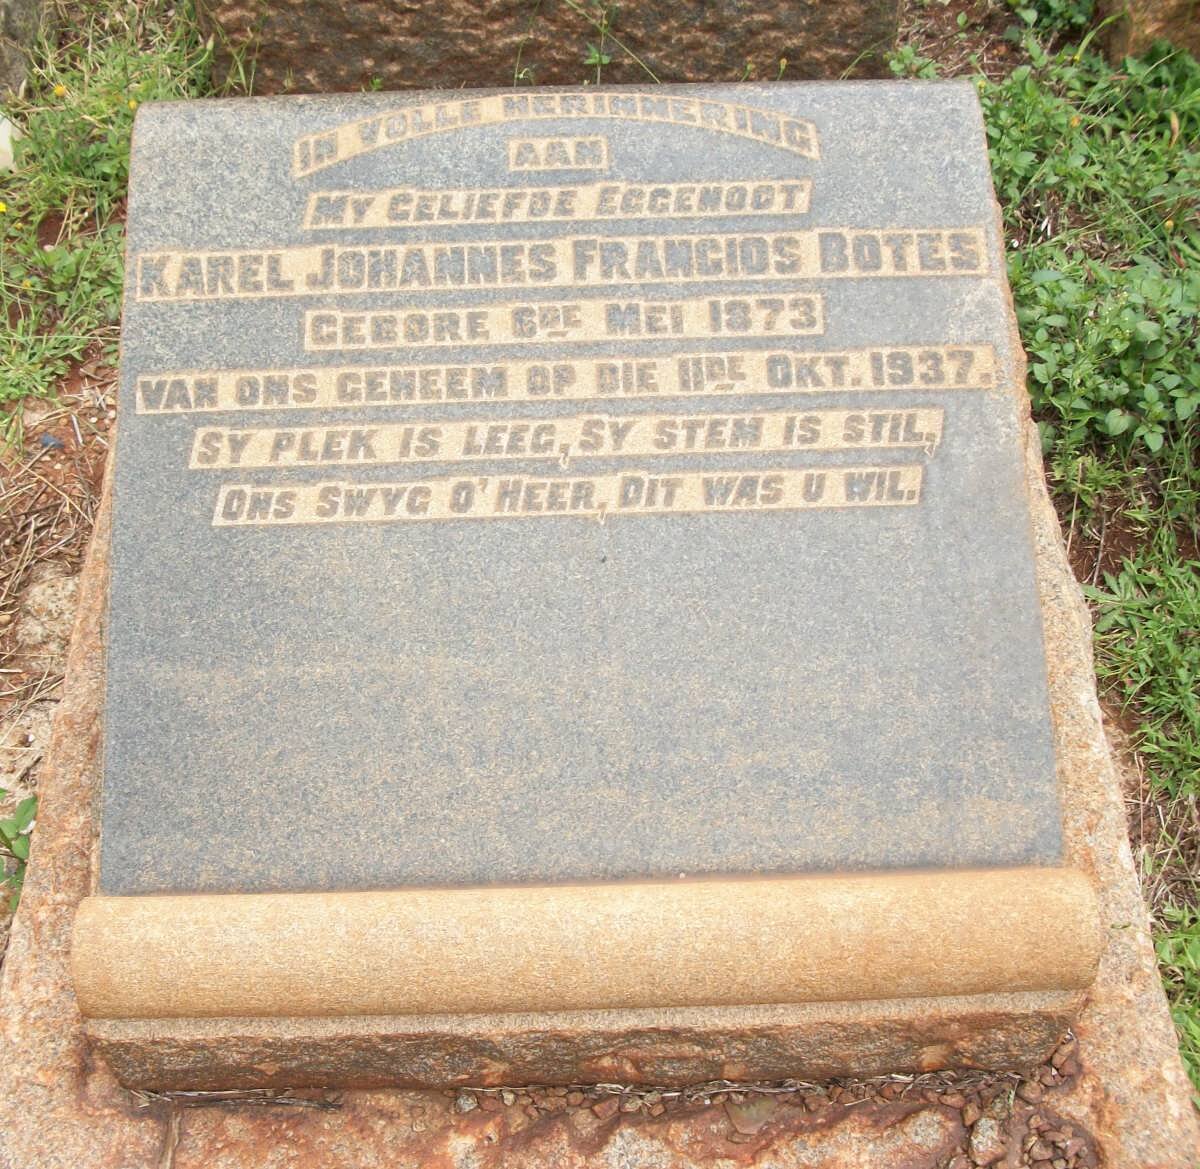 IN VOLLE HERINNERING
AAN
MY GELIEFDE EGGENOOT
KAREL JOHANNES FRANCIOS BOTES
GEBORE 6DE MEI 1873
VAN ONS GENEEM OP DIE 11DE OKT. 1937.
SY PLEK IS LEEG, SY STEM IS STIL,
ONS SWYG O' HEER, DIT WAS U WIL.